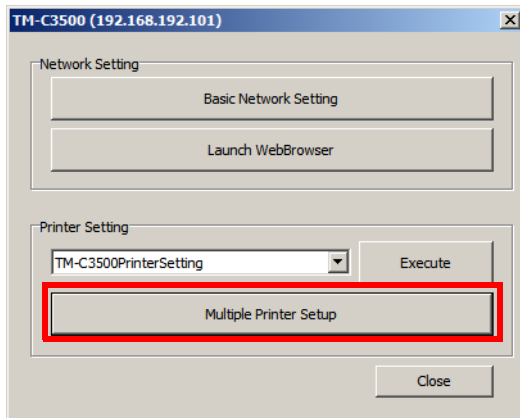 TM-C3500 (192.168.192.101)
Network Setting
Basic Network Setting
Launch WebBrowser
Printer Setting
TM-C3500PrinterSetting
Execute
Multiple Printer Setup
Close